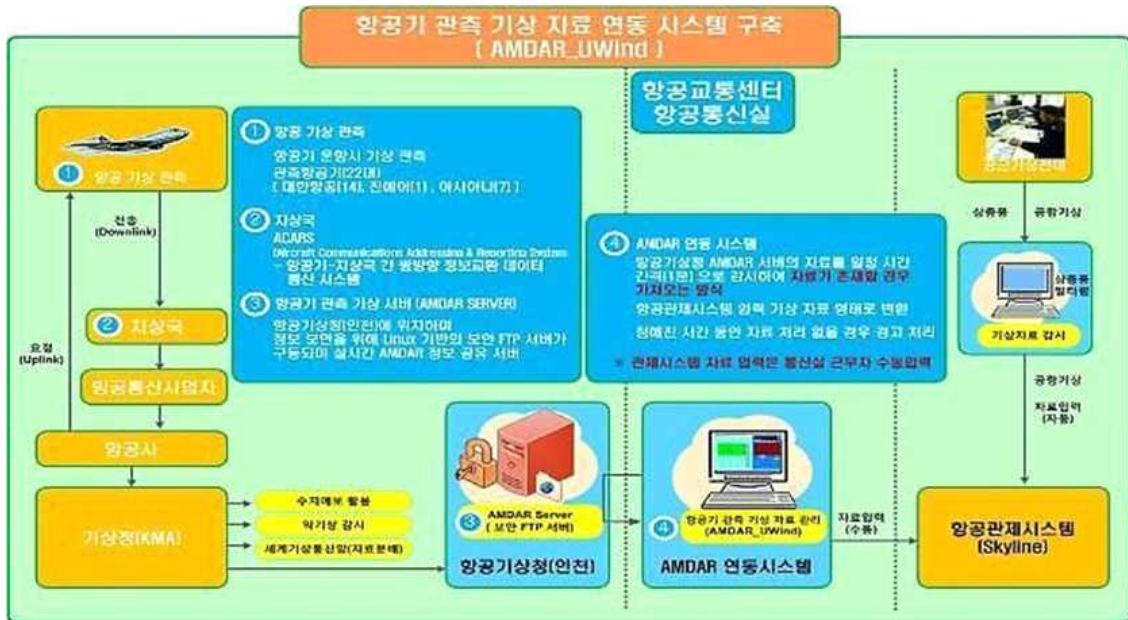 항공기 관측 기상 자료 연동 시스템 구축
( AMDAR_UWind )
항공교통센터
항공통신실
① 항공 기상 관측
① 항공 기상 관측
항공기 운항시 기상 관측
관측항공기(22대)
( 대한항공(14), 진에어(1), 아시아나(7) )
② 지상국
ACARS
(Aircraft Communications Addressing & Reporting System
- 항공기-지상국 간 쌍방향 정보교환 데이터
통신 시스템
③ 항공기 관측 기상 서버 (AMDAR SERVER)
항공기상청(인천)에 위치하며
정보 보안을 위해 Linux 기반의 보안 FTP 서버가
구동되며 실시간 AMDAR 정보 공유 서버
전송
(Downlink)
요청
(Uplink)
② 지상국
항공사
기상청(KMA)
수치예보 활용
악기상 감시
세계기상통신망(자료분배)
③ AMDAR Server
( 보안 FTP 서버)
항공기상청(인천)
④ AMDAR 연동 시스템
항공기상청 AMDAR 서버의 자료를 일정 시간
간격(1분) 으로 감시하여 자료가 존재할 경우
가져오는 방식
항공관제시스템 입력 기상 자료 형태로 변환
정해진 시간 동안 자료 처리 없을 경우 경고 처리
※ 관제시스템 자료 입력은 통신실 근무자 수동입력
④ 항공기 관측 기상 자료 관리
(AMDAR_UWind)
AMDAR 연동시스템
자료입력
(수동)
상층풍
공항기상
상층풍
필터링
기상자료 감시
공항기상
자료입력
(자동)
항공관제시스템
(Skyline)